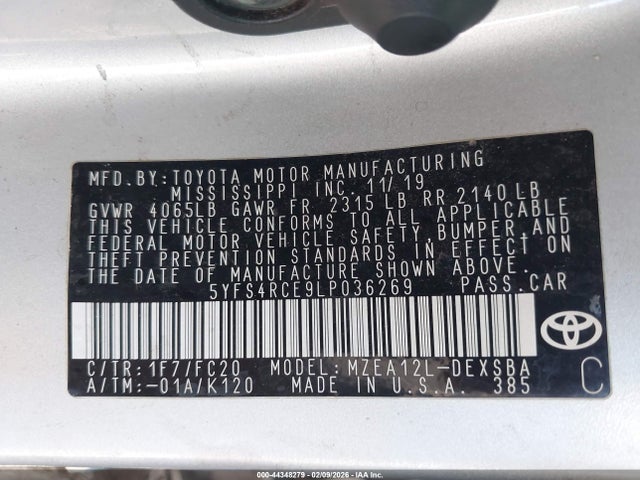 MFD.BY:TOYOTA MOTOR MANUFACTURING
MISSISSIPPI INC. 11/19
GVWR 4065LB GAWR FR 2315 LB RR 2140 LB
THIS VEHICLE CONFORMS TO ALL APPLICABLE
FEDERAL MOTOR VEHICLE SAFETY, BUMPER, AND
THEFT PREVENTION STANDARDS IN EFFECT ON
THE DATE OF MANUFACTURE SHOWN ABOVE.
5YFS4RCE9LP036269 PASS.CAR
C/TR:1F7/FC20 MODEL:MZEA12L-DEXSBA
A/TM:-01A/K120 MADE IN U.S.A. 385
C
000-44348279 - 02/09/2026 - IAA Inc.